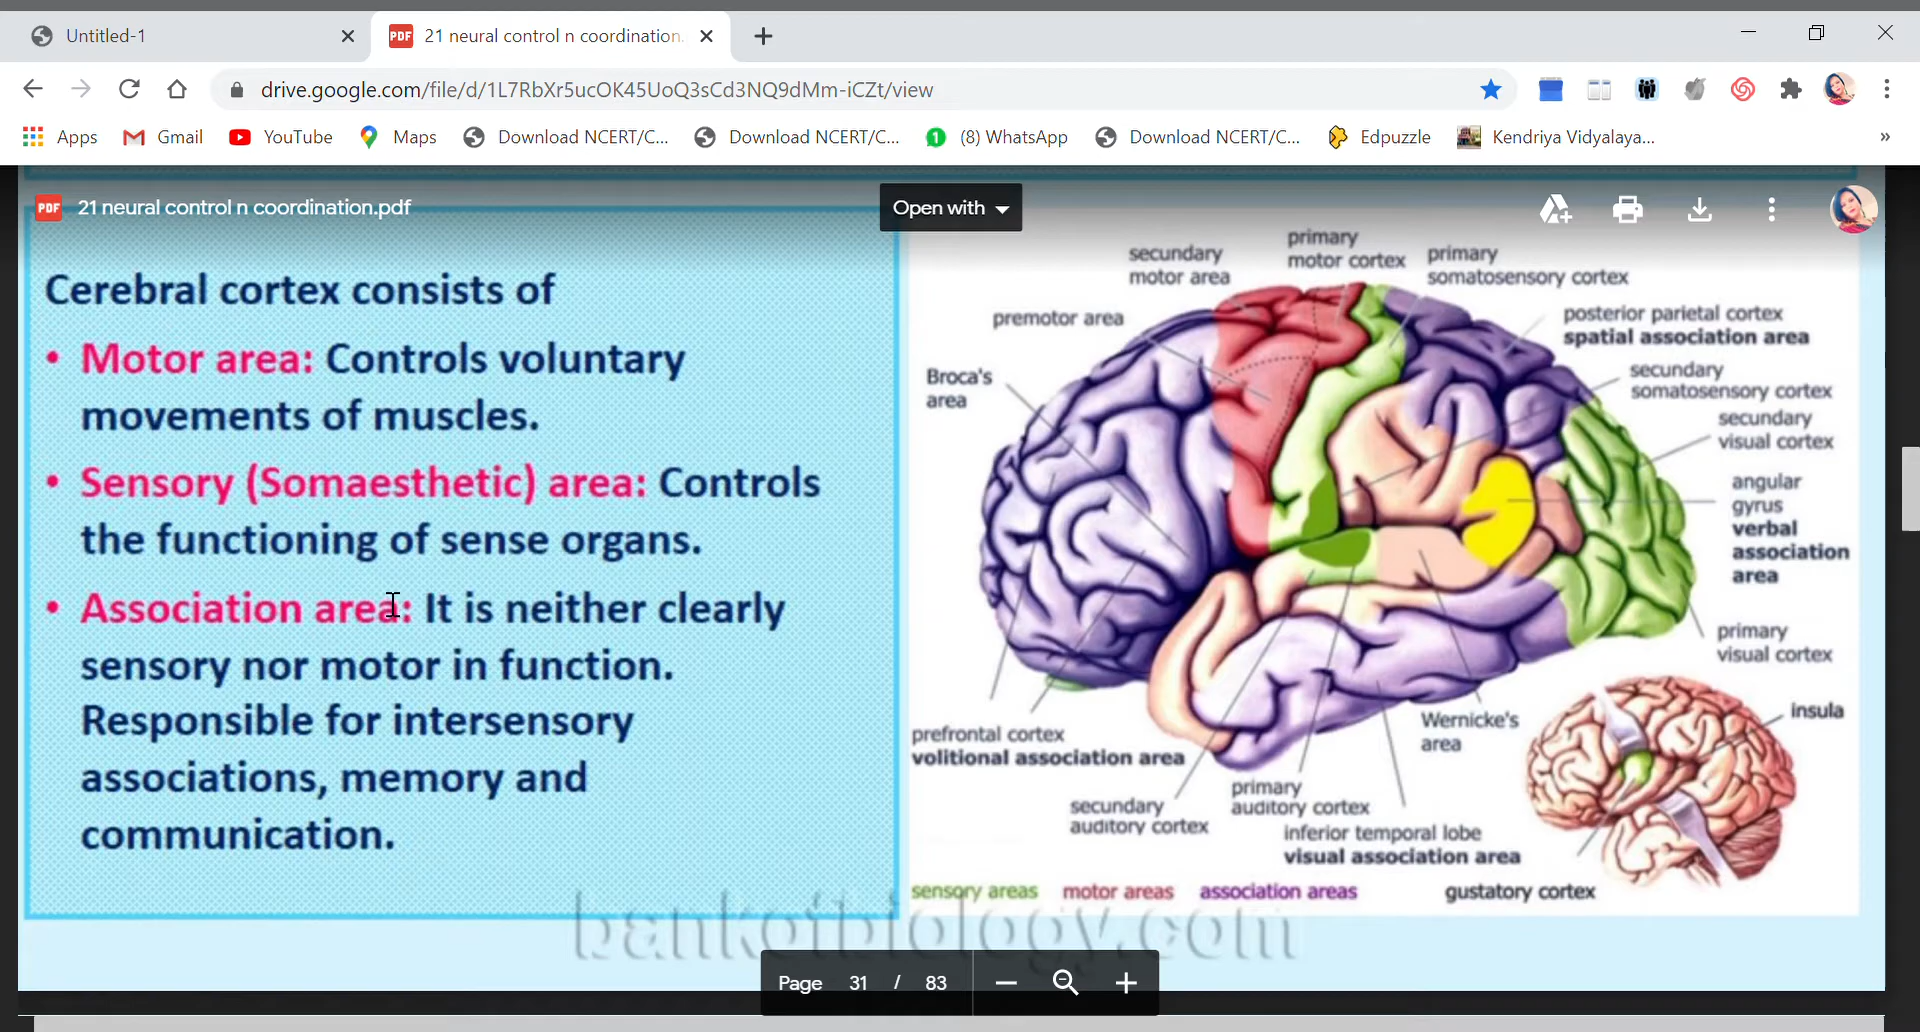 Untitled-1
PDF 21 neural control n coordination.
drive.google.com/file/d/1L7RbXr5ucOK45UoQ3sCd3NQ9dMm-iCZt/view
Apps Gmail YouTube Maps Download NCERT/C... Download NCERT/C... 1 (8) WhatsApp Download NCERT/C... Edpuzzle Kendriya Vidyalaya... »
PDF 21 neural control n coordination.pdf
Open with
Cerebral cortex consists of
• Motor area: Controls voluntary
movements of muscles.
• Sensory (Somaesthetic) area: Controls
the functioning of sense organs.
• Association area: It is neither clearly
sensory nor motor in function.
Responsible for intersensory
associations, memory and
communication.
secundary
motor area
primary
motor cortex
primary
somatosensory cortex
premotor area
posterior parietal cortex
spatial association area
Broca's
area
secundary
somatosensory cortex
secundary
visual cortex
angular
gyrus
verbal
association
area
primary
visual cortex
insula
prefrontal cortex
volitional association area
Wernicke's
area
secundary
auditory cortex
primary
auditory cortex
inferior temporal lobe
visual association area
sensory areas motor areas association areas gustatory cortex
bankofbiology.com
Page 31 / 83